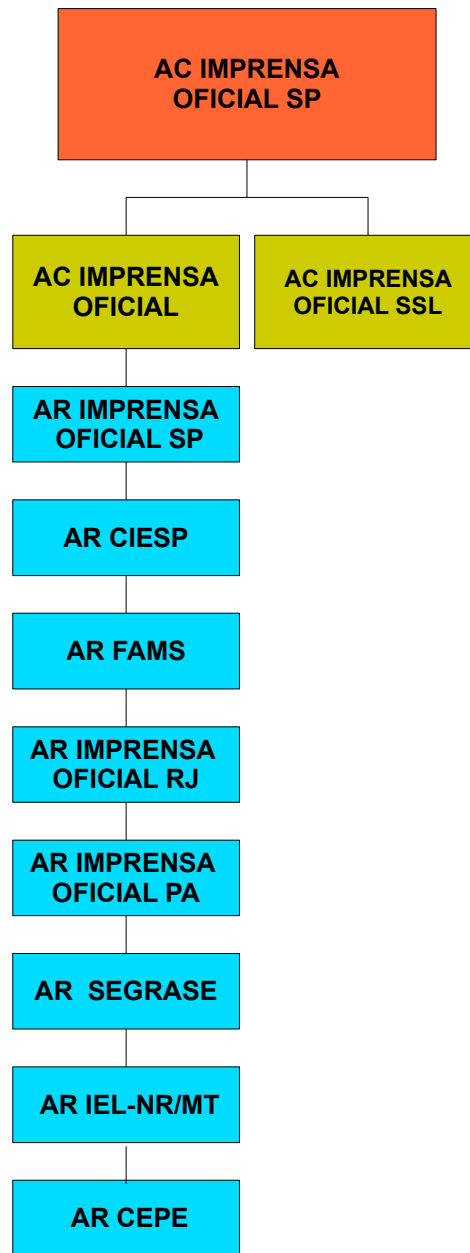 AC IMPRENSA
OFICIAL SP
AC IMPRENSA
OFICIAL
AC IMPRENSA
OFICIAL SSL
AR IMPRENSA
OFICIAL SP
AR CIESP
AR FAMS
AR IMPRENSA
OFICIAL RJ
AR IMPRENSA
OFICIAL PA
AR SEGRASE
AR IEL-NR/MT
AR CEPE